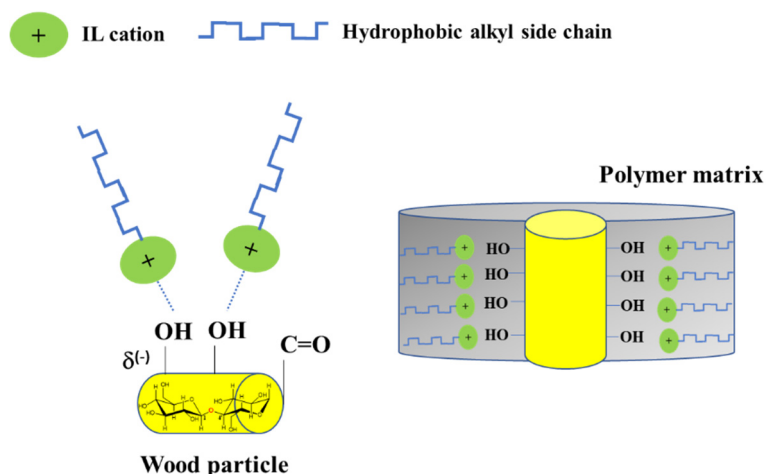 + IL cation Hydrophobic alkyl side chain
Polymer matrix
+ +
OH OH
δ(-)
C=O
Wood particle
+ HO OH +
+ HO OH +
+ HO OH +
+ HO OH +